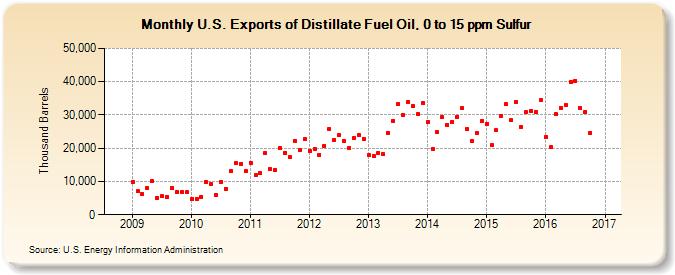 Monthly U.S. Exports of Distillate Fuel Oil, 0 to 15 ppm Sulfur
Thousand Barrels
50,000
40,000
30,000
20,000
10,000
0
2009 2010 2011 2012 2013 2014 2015 2016 2017
Source: U.S. Energy Information Administration